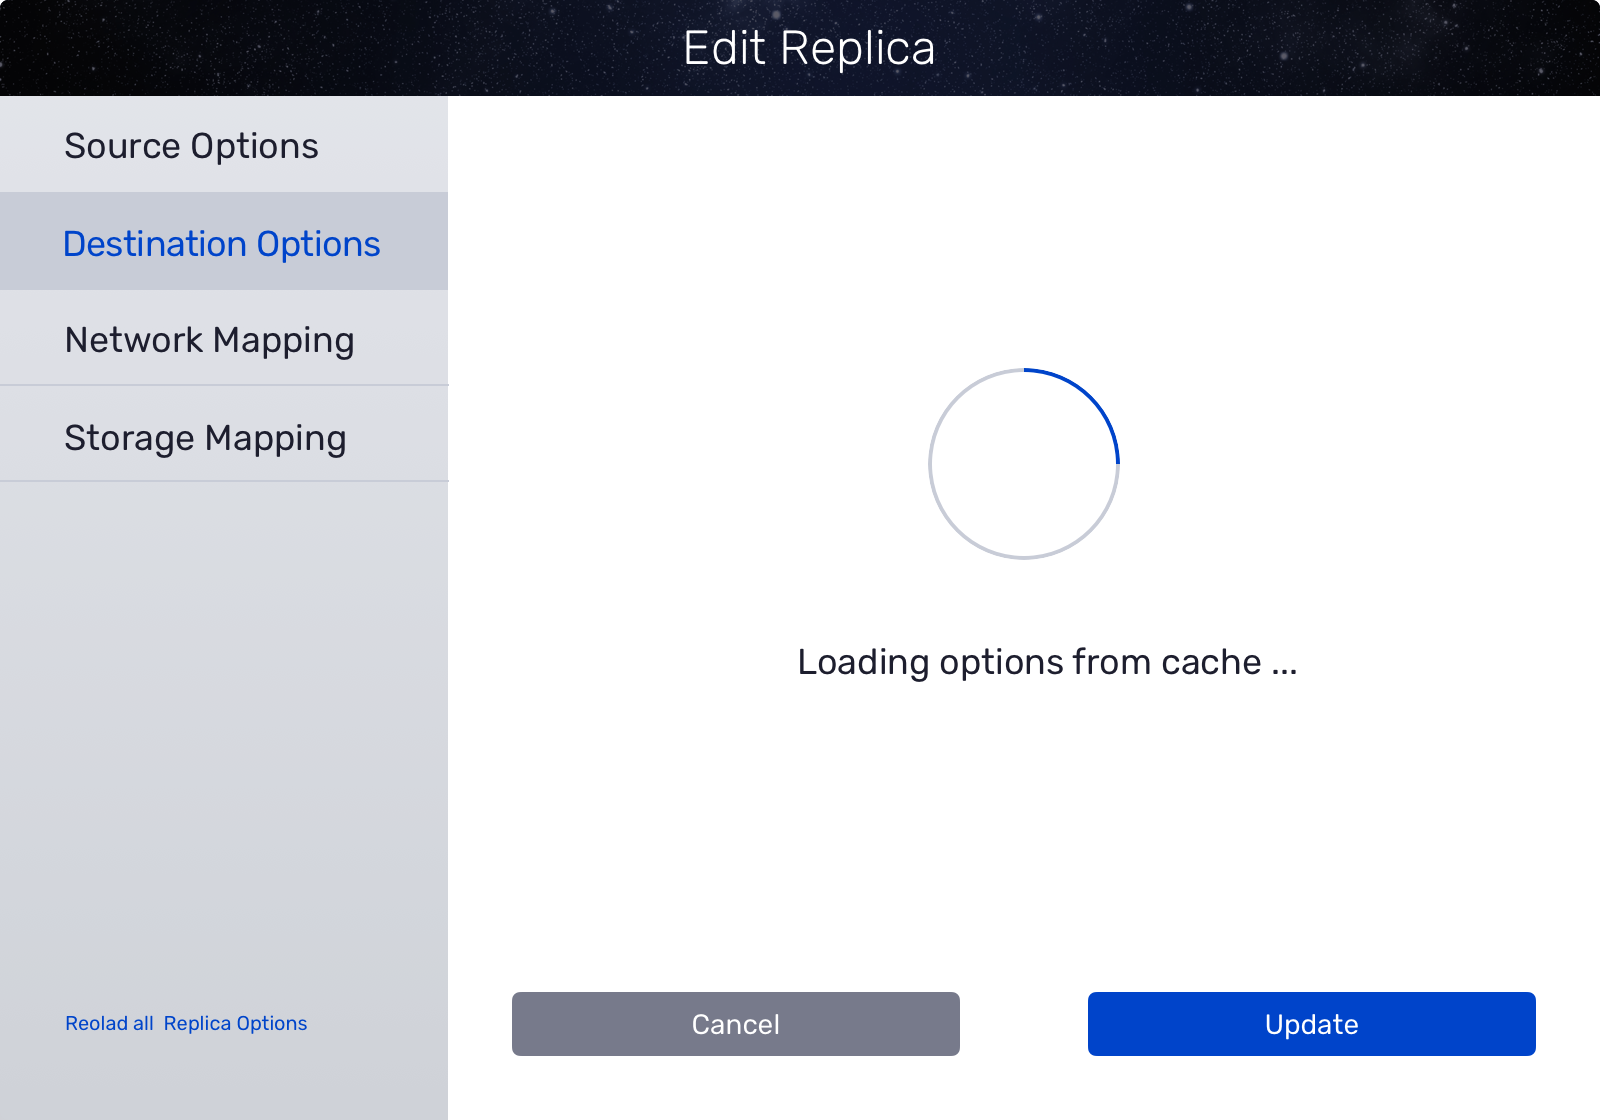 Edit Replica
Source Options
Destination Options
Network Mapping
Storage Mapping
Loading options from cache ...
Reolad all  Replica Options
Cancel
Update